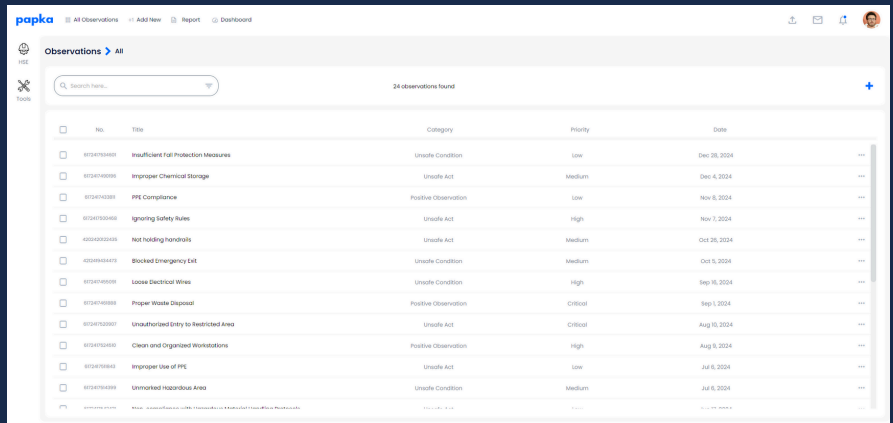 papka All Observations Add New Report Dashboard
HSE
Tools
Observations All
Search here... 24 observations found
No. Title Category Priority Date
Insufficient Fall Protection Measures Unsafe Condition Low Dec 28, 2024
Improper Chemical Storage Unsafe Act Medium Dec 4, 2024
PPE Compliance Positive Observation Low Nov 8, 2024
Ignoring Safety Rules Unsafe Act High Nov 7, 2024
Not holding handrails Unsafe Act Medium Oct 26, 2024
Blocked Emergency Exit Unsafe Condition Medium Oct 5, 2024
Loose Electrical Wires Unsafe Condition High Sep 16, 2024
Proper Waste Disposal Positive Observation Critical Sep 1, 2024
Unauthorized Entry to Restricted Area Unsafe Act Critical Aug 10, 2024
Clean and Organized Workstations Positive Observation High Aug 9, 2024
Improper Use of PPE Unsafe Act Low Jul 6, 2024
Unmarked Hazardous Area Unsafe Condition Medium Jul 6, 2024